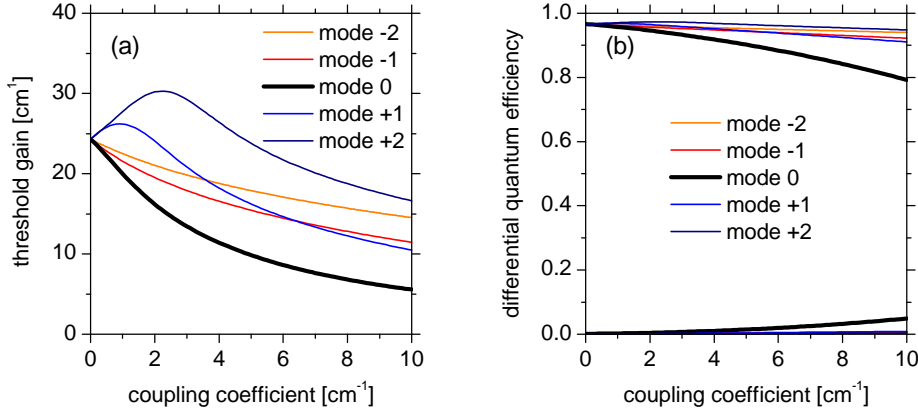 (a)
mode -2
mode -1
mode 0
mode +1
mode +2
40
30
20
10
0
threshold gain [cm-1]
0 2 4 6 8 10
coupling coefficient [cm-1]
(b)
mode -2
mode -1
mode 0
mode +1
mode +2
1.0
0.8
0.6
0.4
0.2
0.0
differential quantum efficiency
0 2 4 6 8 10
coupling coefficient [cm-1]